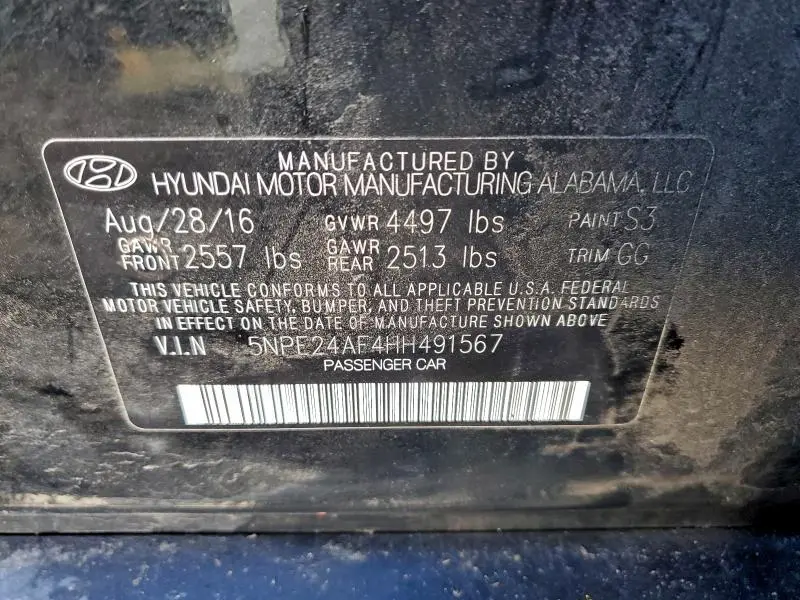 MANUFACTURED BY
HYUNDAI MOTOR MANUFACTURING ALABAMA, LLC
Aug/28/16 GVWR 4497 lbs PAINT S3
GAWR FRONT 2557 lbs GAWR REAR 2513 lbs TRIM GG
THIS VEHICLE CONFORMS TO ALL APPLICABLE U.S.A. FEDERAL
MOTOR VEHICLE SAFETY, BUMPER, AND THEFT PREVENTION STANDARDS
IN EFFECT ON THE DATE OF MANUFACTURE SHOWN ABOVE
V.I.N 5NPE24AF4HH491567
PASSENGER CAR